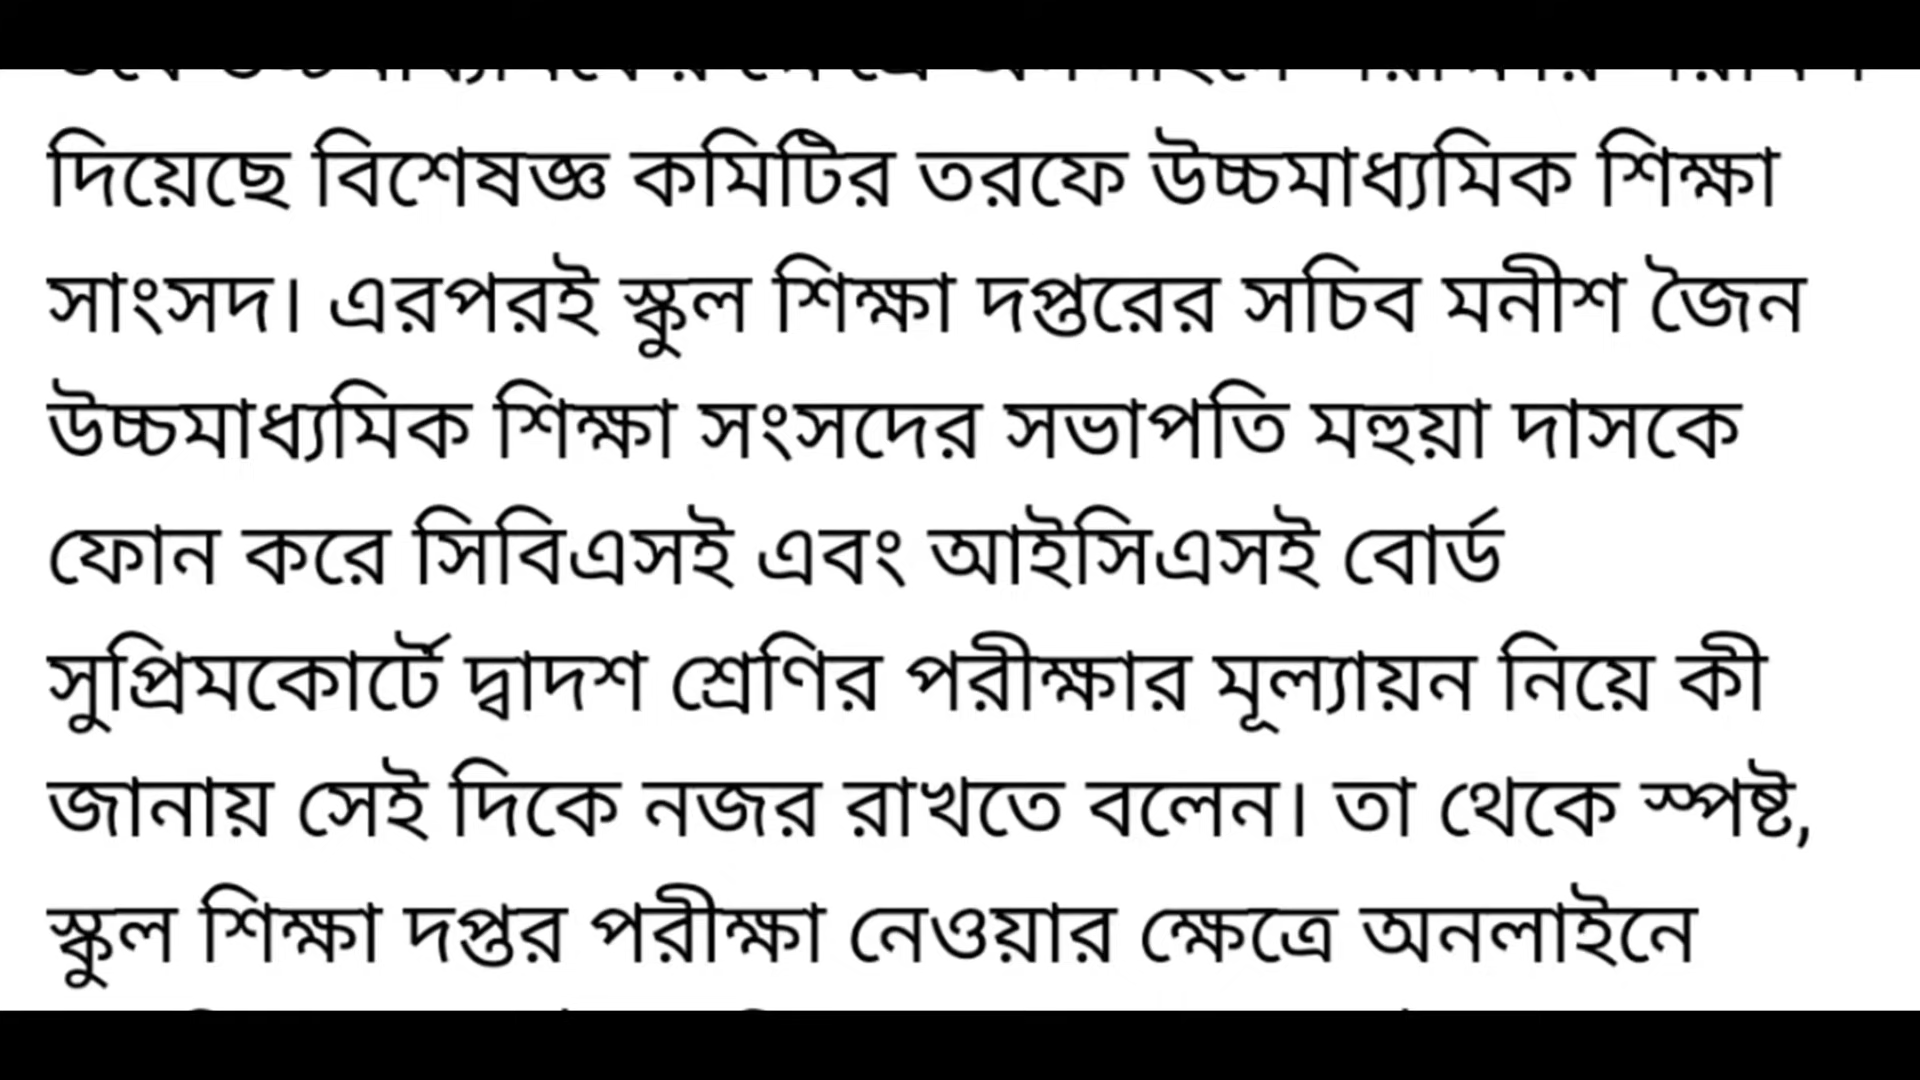 দিয়েছে বিশেষজ্ঞ কমিটির তরফে উচ্চমাধ্যমিক শিক্ষা
সাংসদ। এরপরই স্কুল শিক্ষা দপ্তরের সচিব মনীশ জৈন
উচ্চমাধ্যমিক শিক্ষা সংসদের সভাপতি মহুয়া দাসকে
ফোন করে সিবিএসই এবং আইসিএসই বোর্ড
সুপ্রিমকোর্টে দ্বাদশ শ্রেণির পরীক্ষার মূল্যায়ন নিয়ে কী
জানায় সেই দিকে নজর রাখতে বলেন। তা থেকে স্পষ্ট,
স্কুল শিক্ষা দপ্তর পরীক্ষা নেওয়ার ক্ষেত্রে অনলাইনে